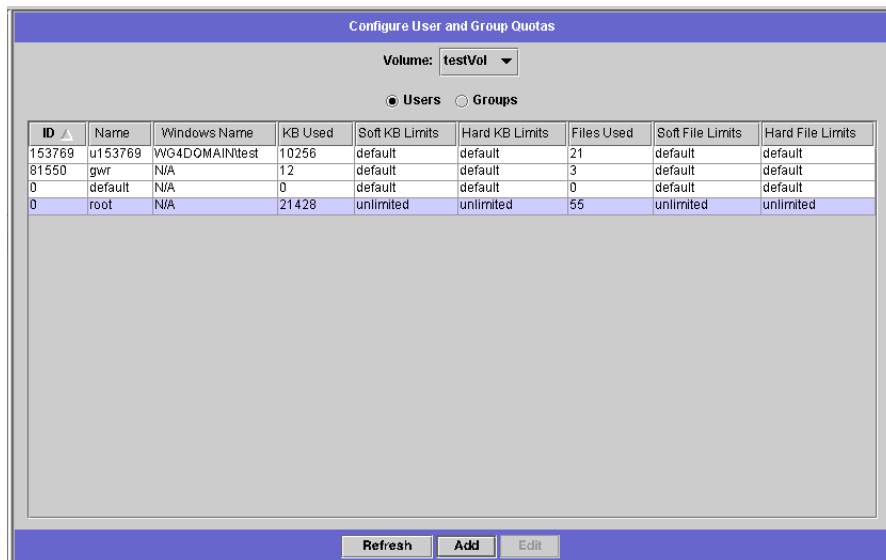 Configure User and Group Quotas
Volume: testVol
Users Groups
ID Name Windows Name KB Used Soft KB Limits Hard KB Limits Files Used Soft File Limits Hard File Limits
153769 u153769 WG4DOMAIN\test 10256 default default 21 default default
81550 gwr N/A 12 default default 3 default default
0 default N/A 0 default default 0 default default
0 root N/A 21428 unlimited unlimited 55 unlimited unlimited
Refresh Add Edit